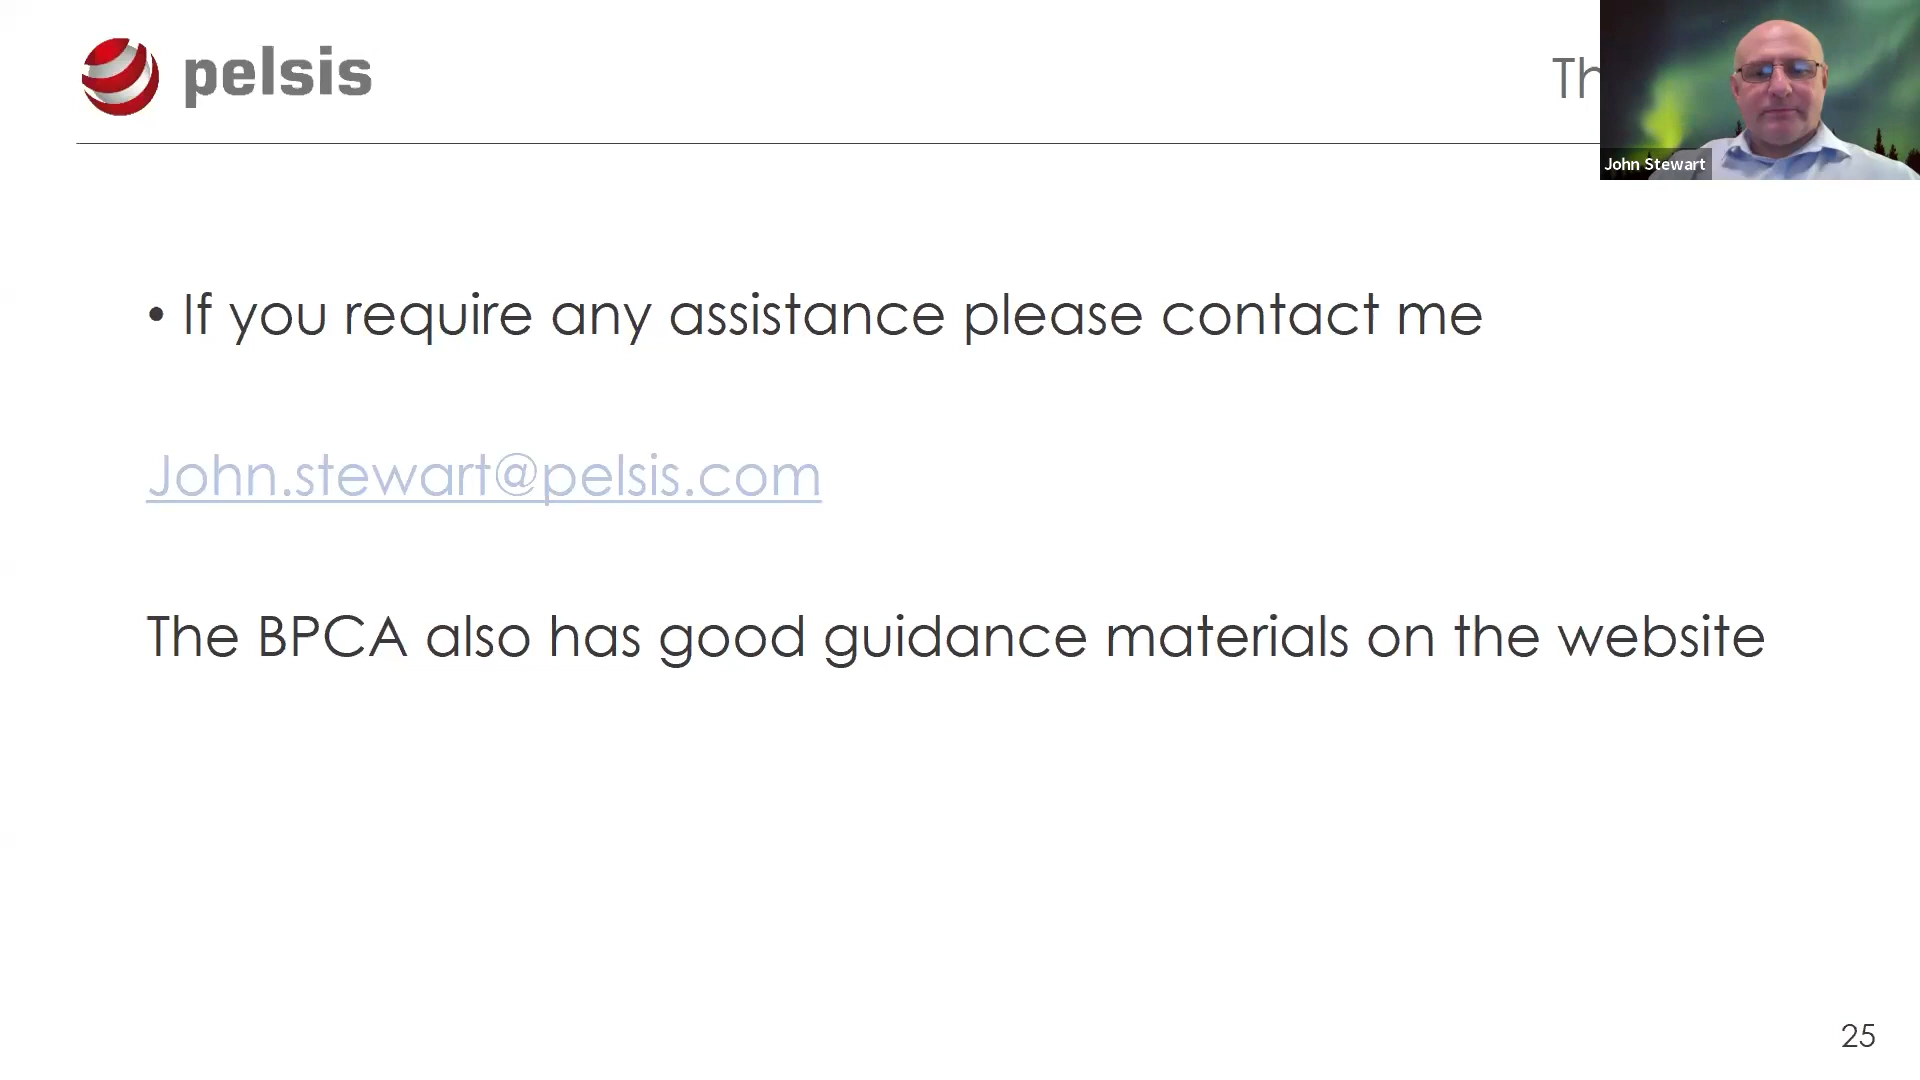 pelsis
John Stewart
• If you require any assistance please contact me
John.stewart@pelsis.com
The BPCA also has good guidance materials on the website
25